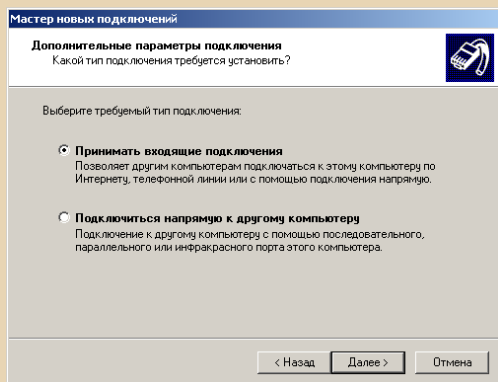 Мастер новых подключений
Дополнительные параметры подключения
Какой тип подключения требуется установить?
Выберите требуемый тип подключения:
Принимать входящие подключения
Позволяет другим компьютерам подключаться к этому компьютеру по
Интернету, телефонной линии или с помощью подключения напрямую.
Подключиться напрямую к другому компьютеру
Подключение к другому компьютеру с помощью последовательного,
параллельного или инфракрасного порта этого компьютера.
< Назад Далее > Отмена